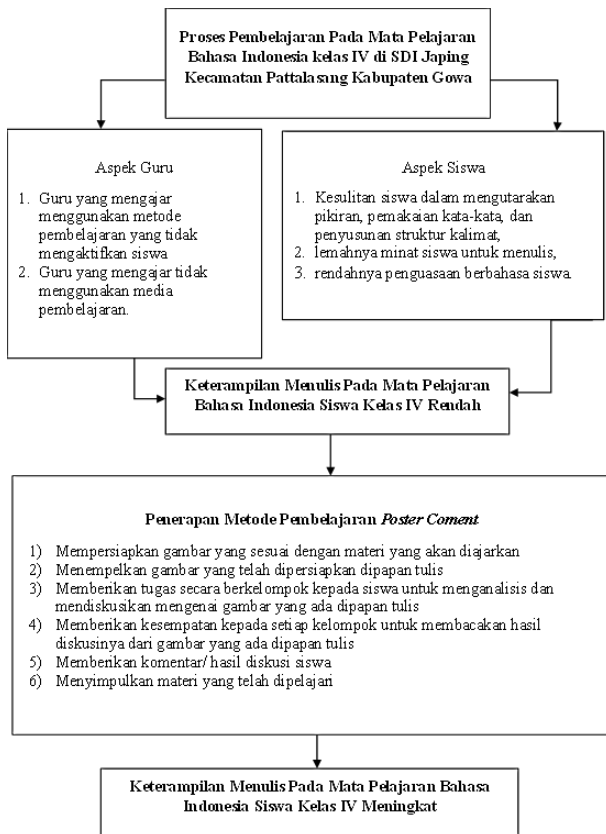 Proses Pembelajaran Pada Mata Pelajaran
Bahasa Indonesia kelas IV di SDI Japing
Kecamatan Pattalasang Kabupaten Gowa
Aspek Guru
1. Guru yang mengajar
menggunakan metode
pembelajaran yang tidak
mengaktifkan siswa
2. Guru yang mengajar tidak
menggunakan media
pembelajaran.
Aspek Siswa
1. Kesulitan siswa dalam mengutarakan
pikiran, pemakaian kata-kata, dan
penyusunan struktur kalimat,
2. lemahnya minat siswa untuk menulis,
3. rendahnya penguasaan berbahasa siswa.
Keterampilan Menulis Pada Mata Pelajaran
Bahasa Indonesia Siswa Kelas IV Rendah
Penerapan Metode Pembelajaran Poster Coment
1) Mempersiapkan gambar yang sesuai dengan materi yang akan diajarkan
2) Menempelkan gambar yang telah dipersiapkan dipapan tulis
3) Memberikan tugas secara berkelompok kepada siswa untuk menganalisis dan
mendiskusikan mengenai gambar yang ada dipapan tulis
4) Memberikan kesempatan kepada setiap kelompok untuk membacakan hasil
diskusinya dari gambar yang ada dipapan tulis
5) Memberikan komentar/ hasil diskusi siswa
6) Menyimpulkan materi yang telah dipelajari
Keterampilan Menulis Pada Mata Pelajaran Bahasa
Indonesia Siswa Kelas IV Meningkat